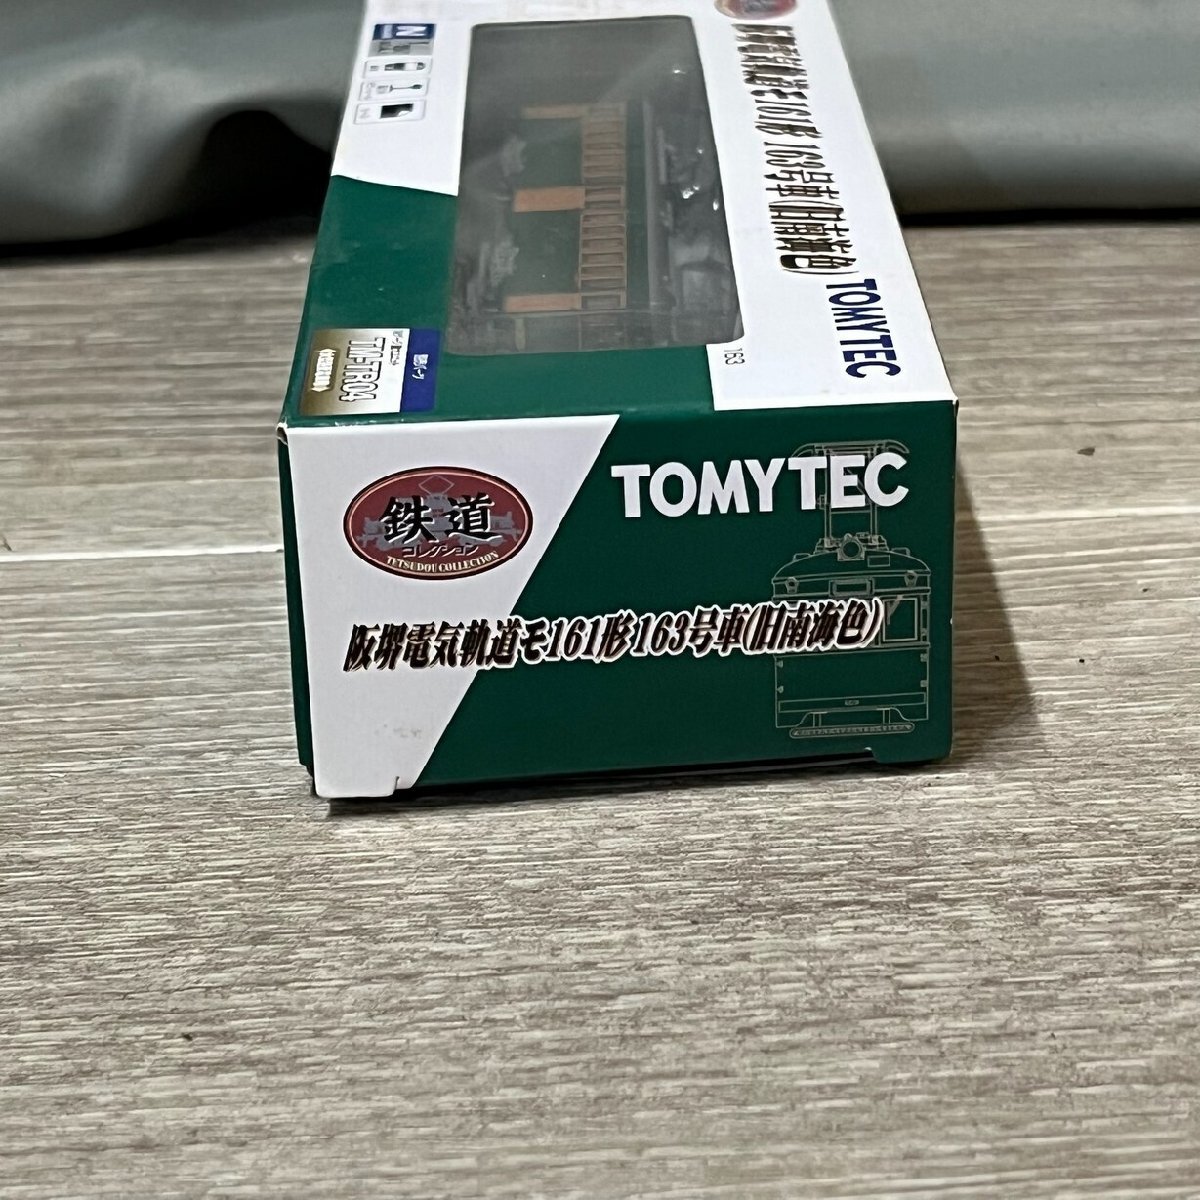 N
TM-TR04
163
阪堺電気軌道モ161形 163号車(旧南海色)
TOMYTEC
鉄道
コレクション
TETSUDOU COLLECTION
TOMYTEC
阪堺電気軌道モ161形 163号車(旧南海色)